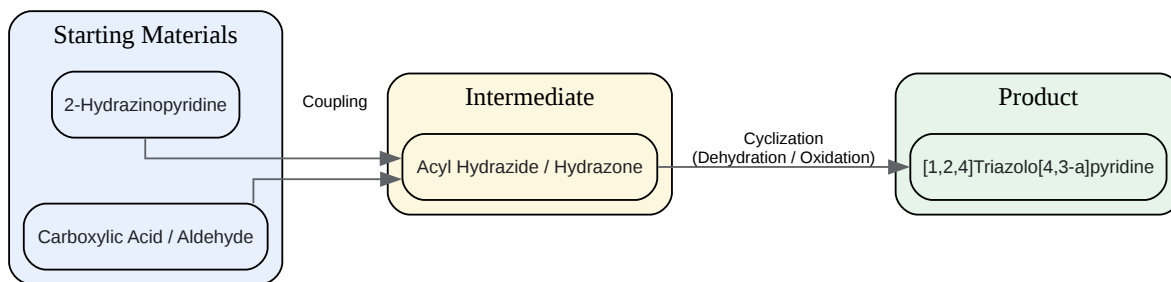 Starting Materials
2-Hydrazinopyridine
Carboxylic Acid / Aldehyde
Coupling
Intermediate
Acyl Hydrazide / Hydrazone
Cyclization
(Dehydration / Oxidation)
Product
[1,2,4]Triazolo[4,3-a]pyridine